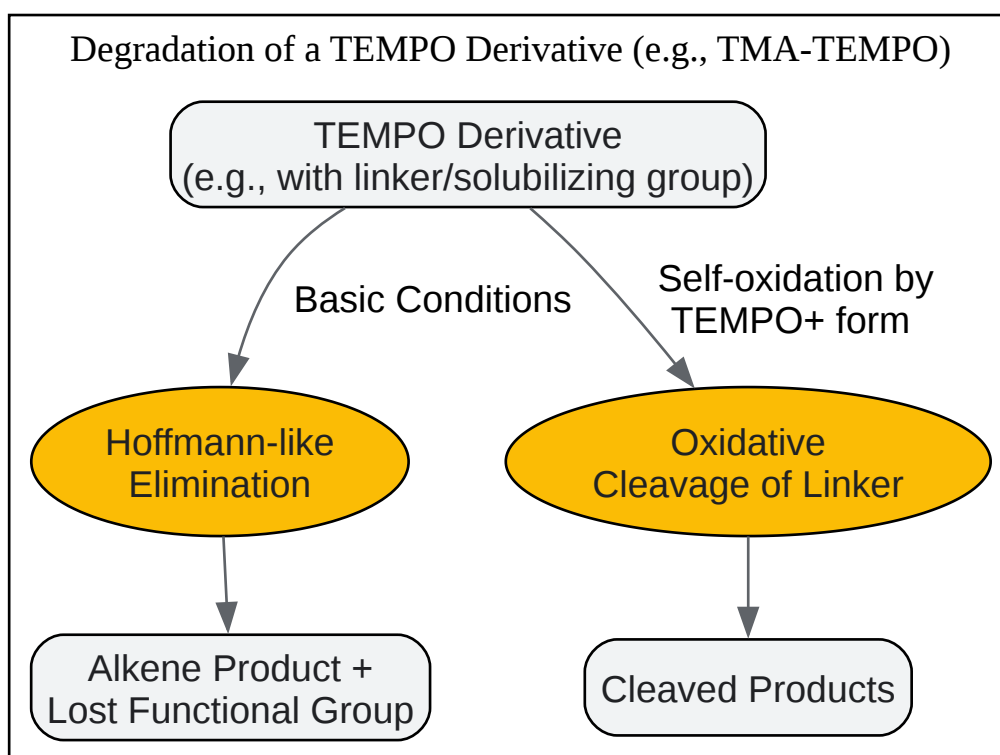 Degradation of a TEMPO Derivative (e.g., TMA-TEMPO)
TEMPO Derivative
(e.g., with linker/solubilizing group)
Basic Conditions
Self-oxidation by
TEMPO+ form
Hoffmann-like
Elimination
Oxidative
Cleavage of Linker
Alkene Product +
Lost Functional Group
Cleaved Products